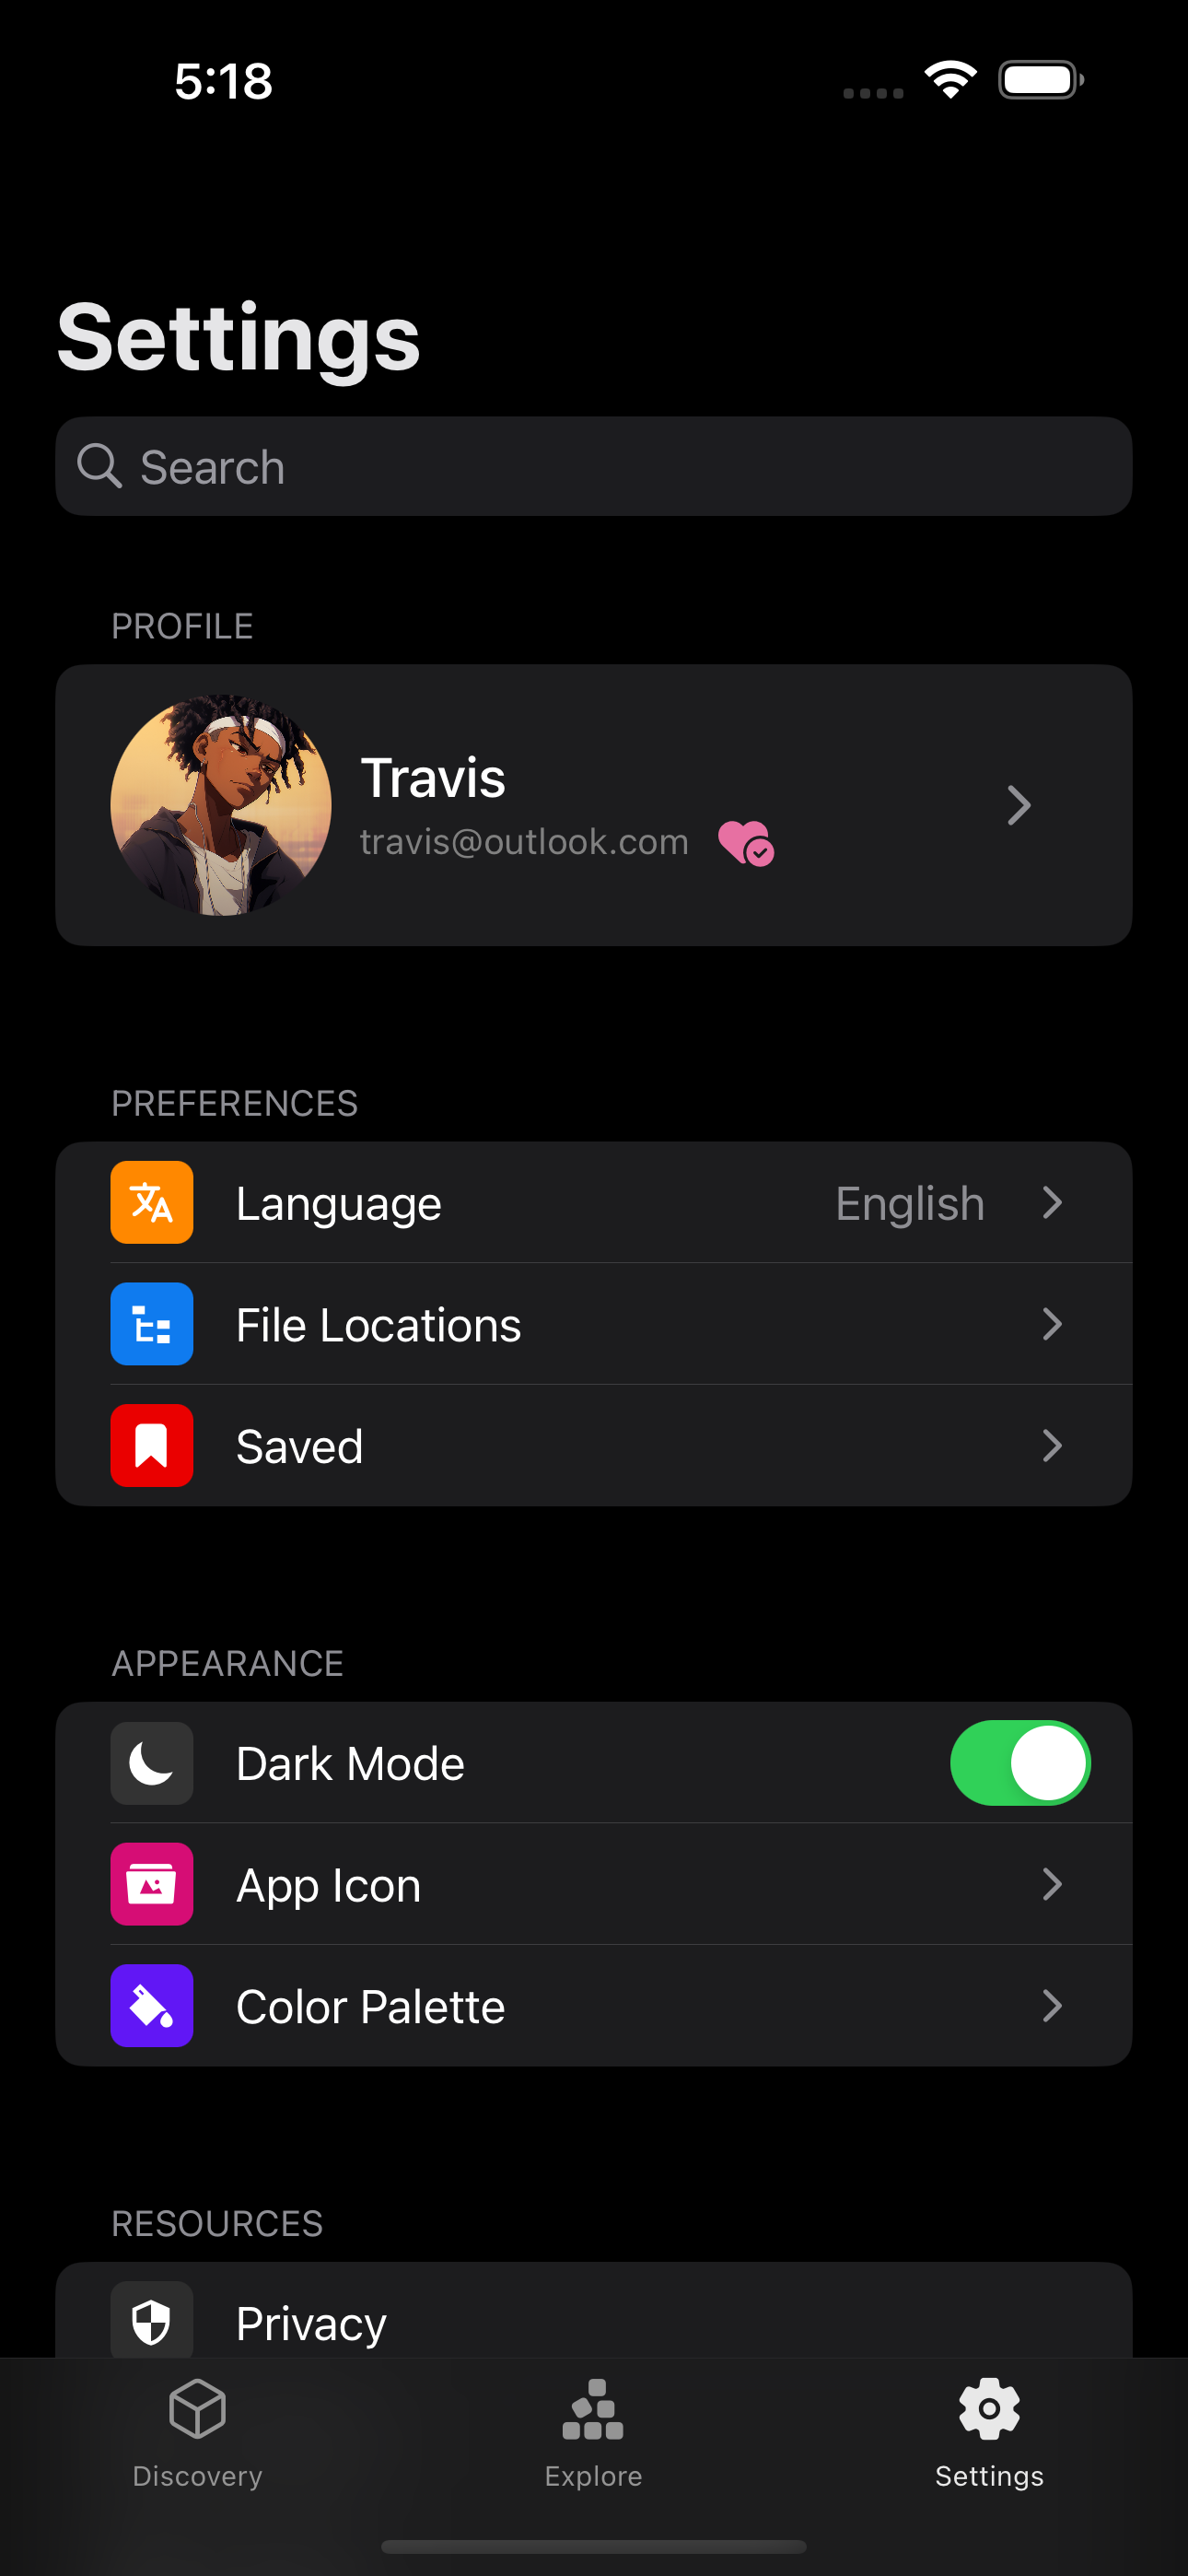 5:18
Settings
Search
PROFILE
Travis
travis@outlook.com
PREFERENCES
Language English
File Locations
Saved
APPEARANCE
Dark Mode
App Icon
Color Palette
RESOURCES
Privacy
Discovery Explore Settings